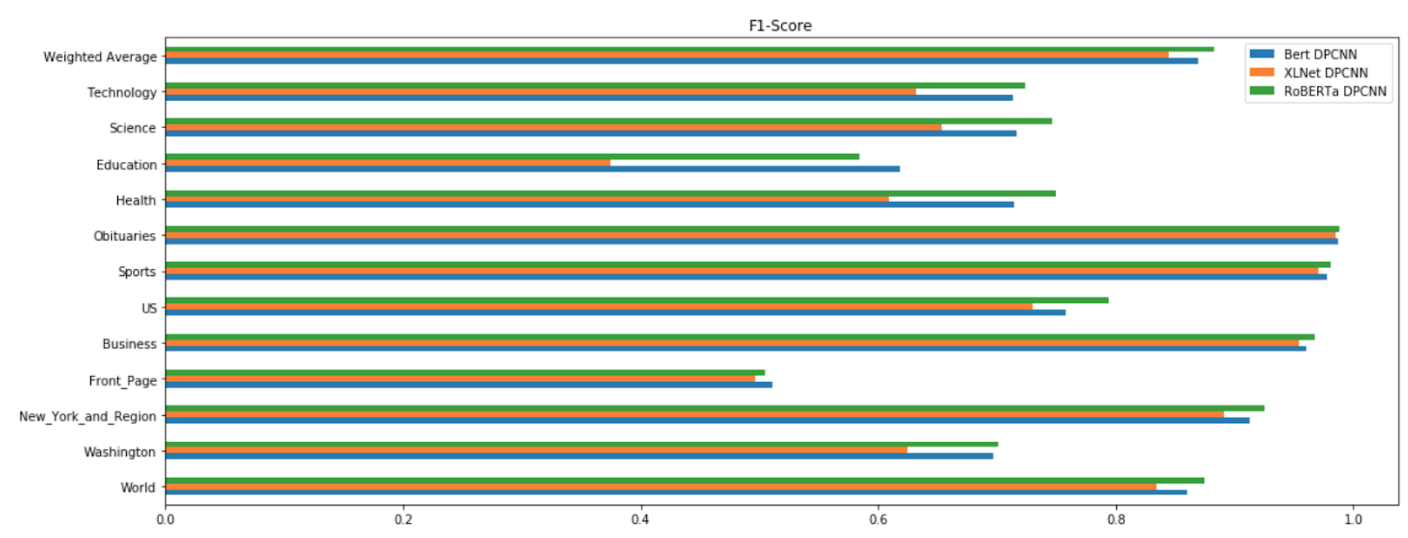 F1-Score
Bert DPCNN
XLNet DPCNN
RoBERTa DPCNN
Weighted Average
Technology
Science
Education
Health
Obituaries
Sports
US
Business
Front_Page
New_York_and_Region
Washington
World
0.0 0.2 0.4 0.6 0.8 1.0